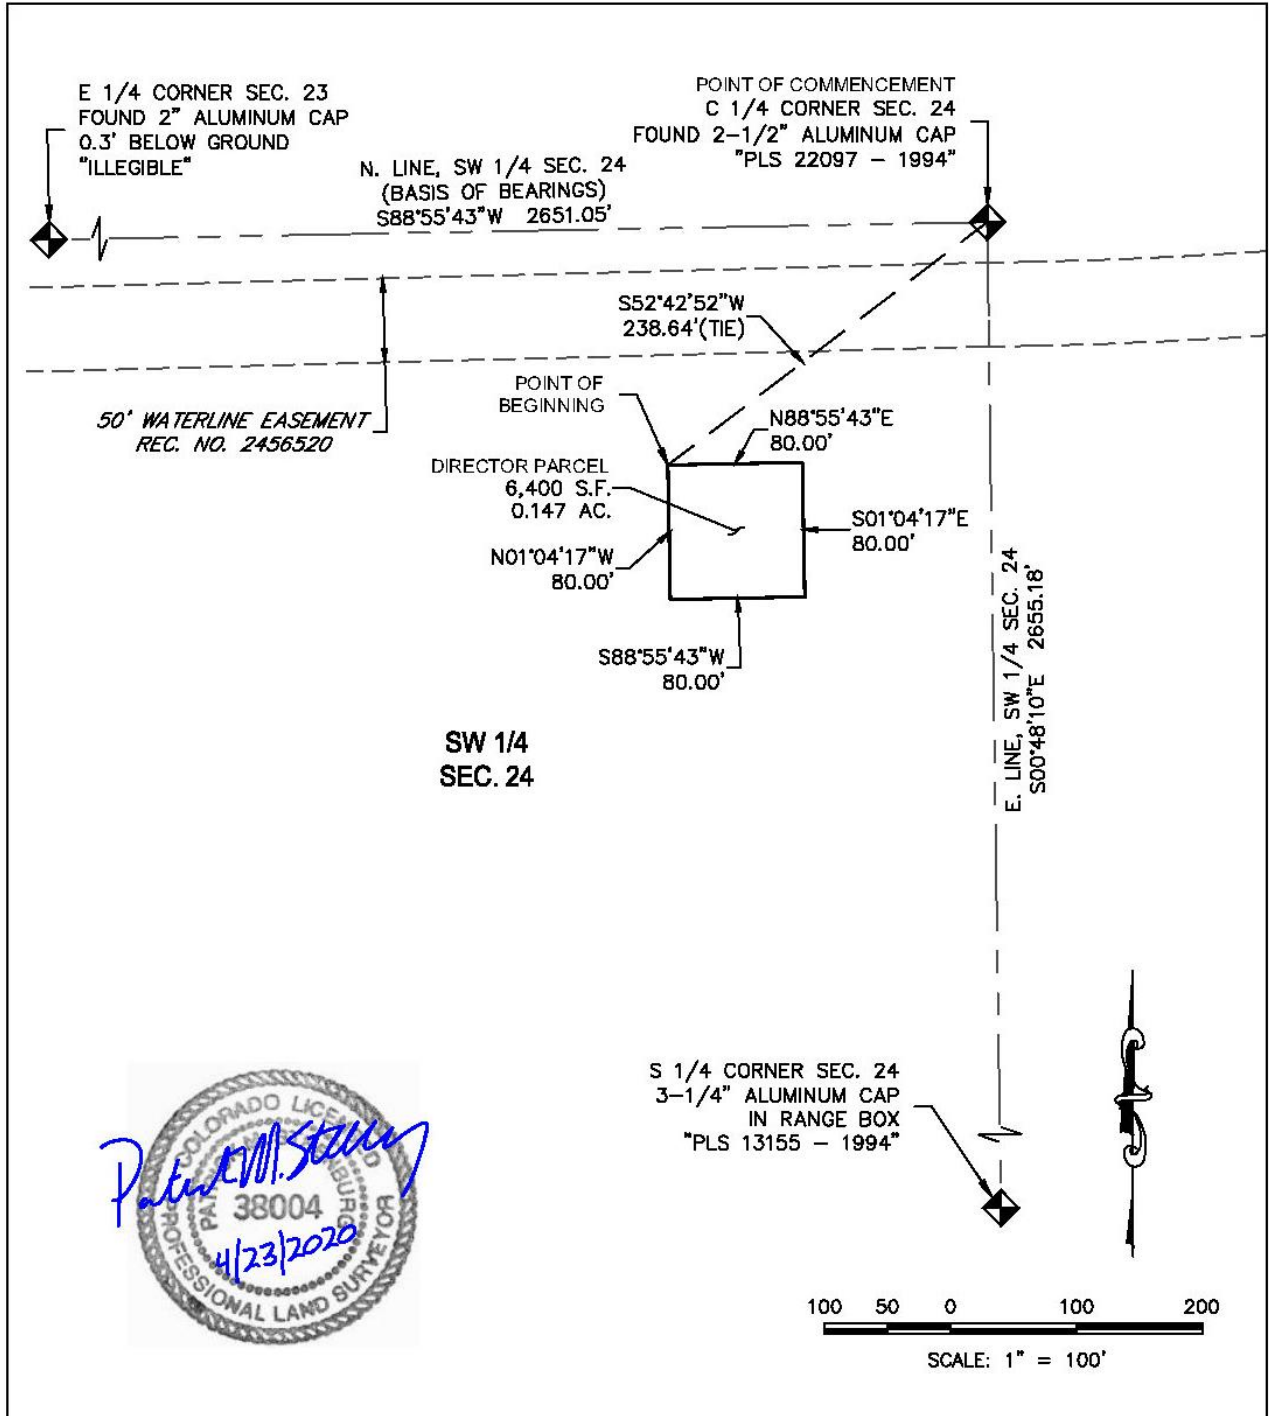 E 1/4 CORNER SEC. 23
FOUND 2" ALUMINUM CAP
0.3' BELOW GROUND
"ILLEGIBLE"
POINT OF COMMENCEMENT
C 1/4 CORNER SEC. 24
FOUND 2-1/2" ALUMINUM CAP
"PLS 22097 - 1994"
N. LINE, SW 1/4 SEC. 24
(BASIS OF BEARINGS)
S88°55'43"W 2651.05'
S52°42'52"W
238.64'(TIE)
50' WATERLINE EASEMENT
REC. NO. 2456520
POINT OF
BEGINNING
N88°55'43"E
80.00'
DIRECTOR PARCEL
6,400 S.F.
0.147 AC.
S01°04'17"E
80.00'
N01°04'17"W
80.00'
S88°55'43"W
80.00'
E. LINE, SW 1/4 SEC. 24
S00°48'10"E 2655.18'
SW 1/4
SEC. 24
S 1/4 CORNER SEC. 24
3-1/4" ALUMINUM CAP
IN RANGE BOX
"PLS 13155 - 1994"
COLORADO LICENSED
38004
4/23/2020
PROFESSIONAL LAND SURVEYOR
100 50 0 100 200
SCALE: 1" = 100'